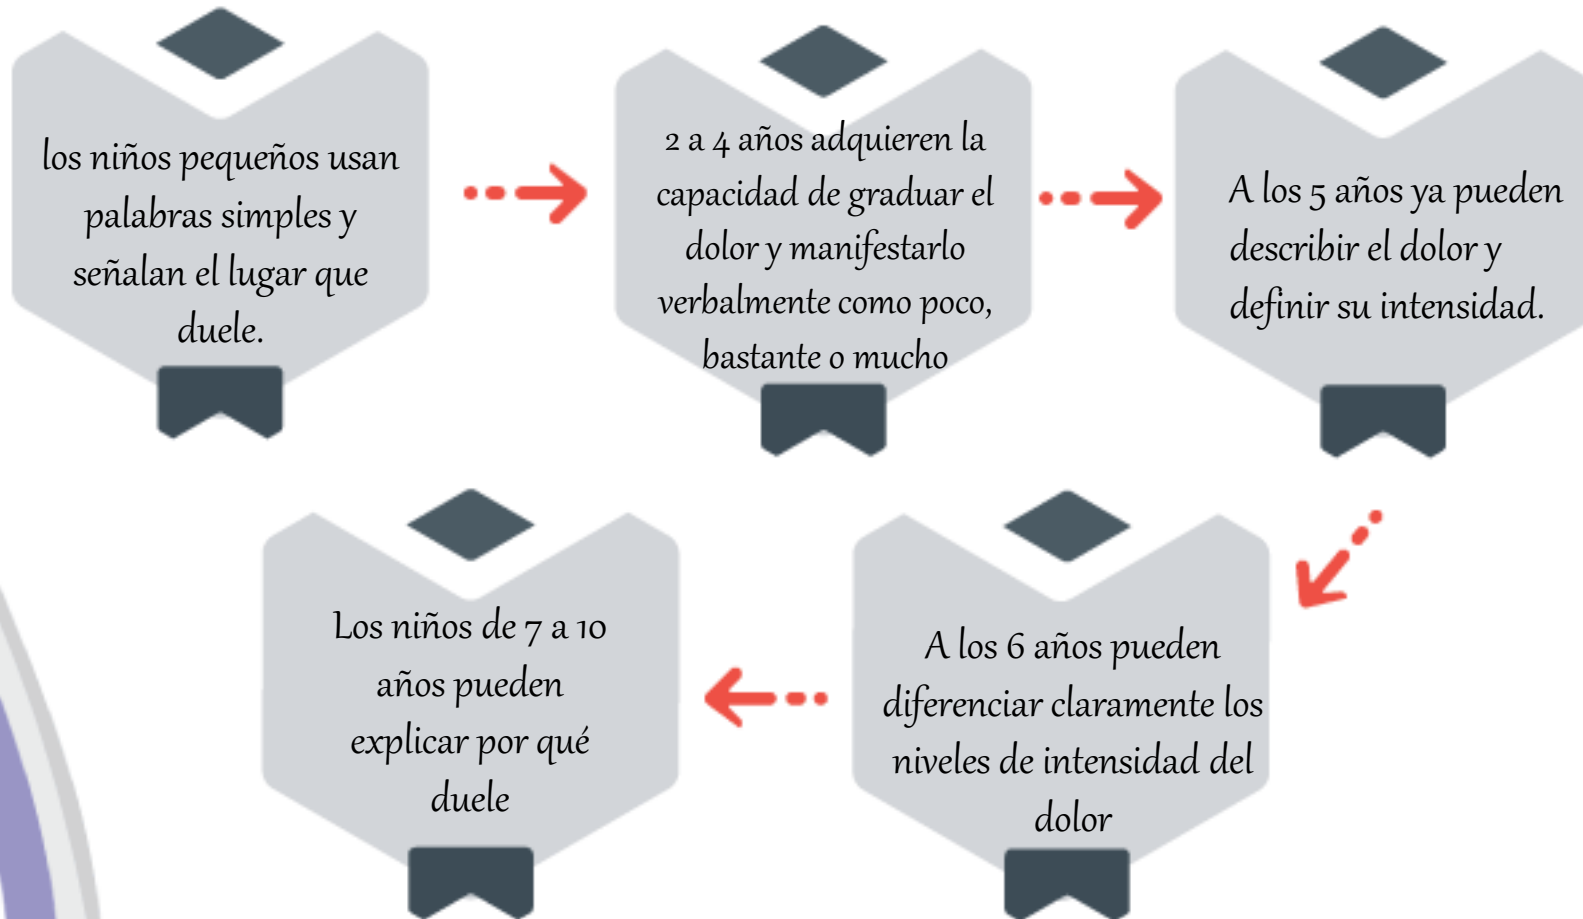 los niños pequeños usan
palabras simples y
señalan el lugar que
duele.
2 a 4 años adquieren la
capacidad de graduar el
dolor y manifestarlo
verbalmente como poco,
bastante o mucho
A los 5 años ya pueden
describir el dolor y
definir su intensidad.
A los 6 años pueden
diferenciar claramente los
niveles de intensidad del
dolor
Los niños de 7 a 10
años pueden
explicar por qué
duele